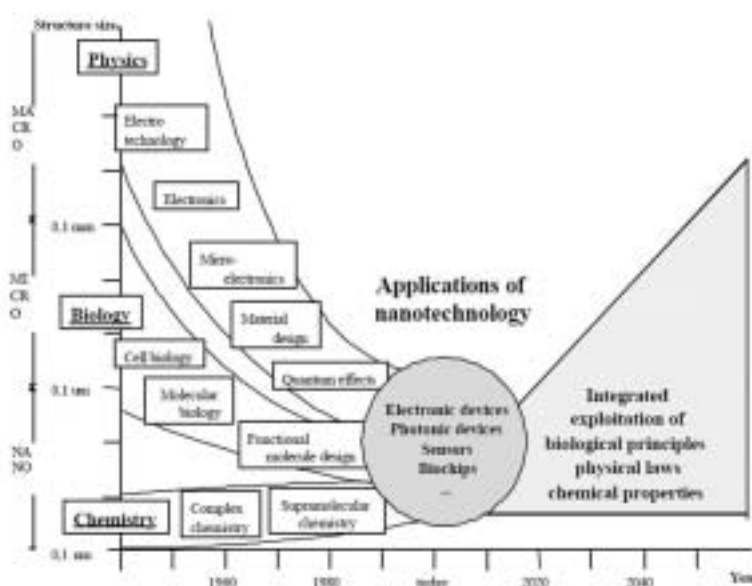 Structure size
Physics
MA
CR
O
Electro
technology
Electronics
0,1 mm
Micro-
electronics
MI
CRO
Biology
Material
design
Applications of
nanotechnology
Cell biology
Quantum effects
0,1 um
Molecular
biology
Functional
molecule design
NA
NO
Electronic devices
Photonic devices
Sensors
Biochips
...
Integrated
exploitation of
biological principles
physical laws
chemical properties
Chemistry
Complex
chemistry
Supramolecular
chemistry
0,1 nm
1960
1980
today
2020
2040
Year